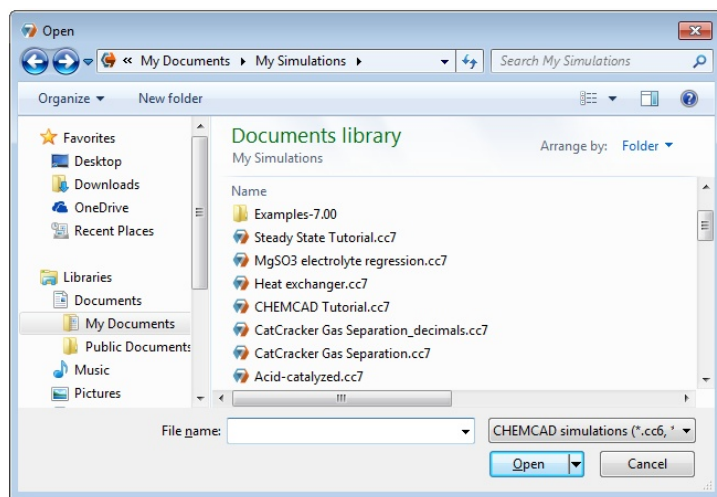 Open
« My Documents My Simulations
Search My Simulations
Organize
New folder
Favorites
Desktop
Downloads
OneDrive
Recent Places
Libraries
Documents
My Documents
Public Documents
Music
Pictures
Documents library
My Simulations
Arrange by: Folder
Name
Examples-7.00
Steady State Tutorial.cc7
MgSO3 electrolyte regression.cc7
Heat exchanger.cc7
CHEMCAD Tutorial.cc7
CatCracker Gas Separation_decimals.cc7
CatCracker Gas Separation.cc7
Acid-catalyzed.cc7
File name:
CHEMCAD simulations (*.cc6, *
Open
Cancel